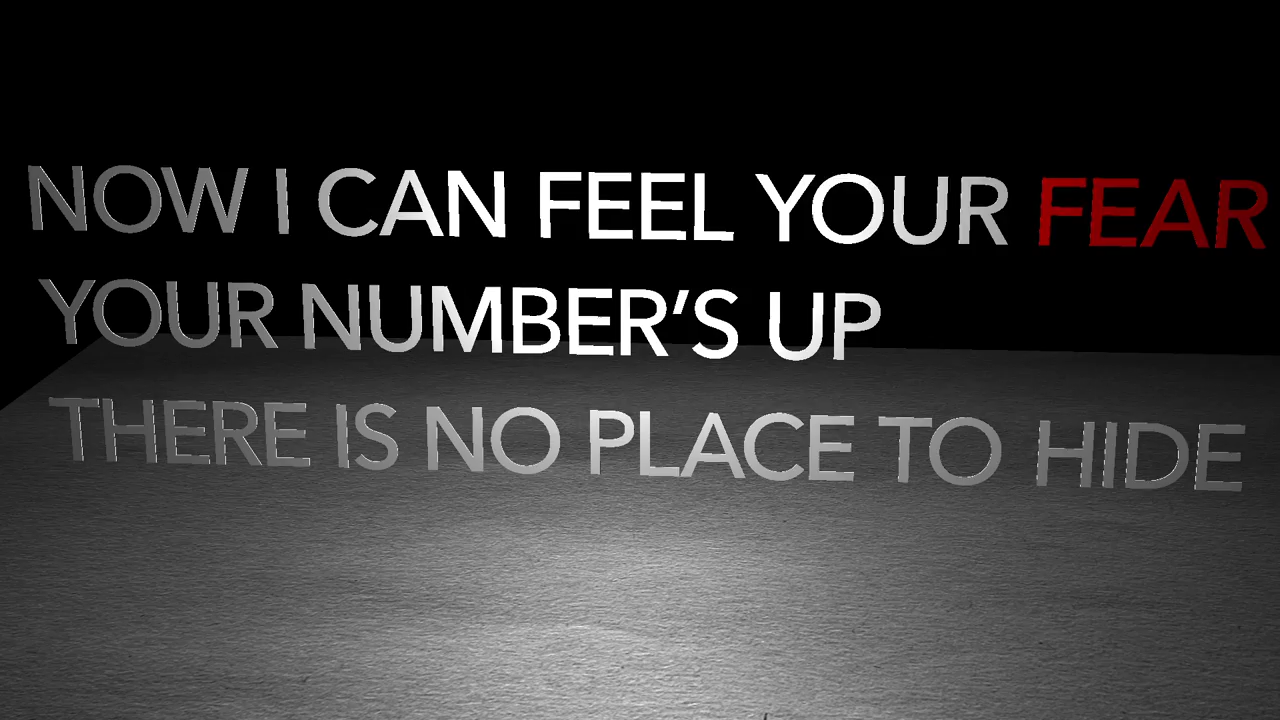 NOW I CAN FEEL YOUR FEAR
YOUR NUMBER’S UP
THERE IS NO PLACE TO HIDE